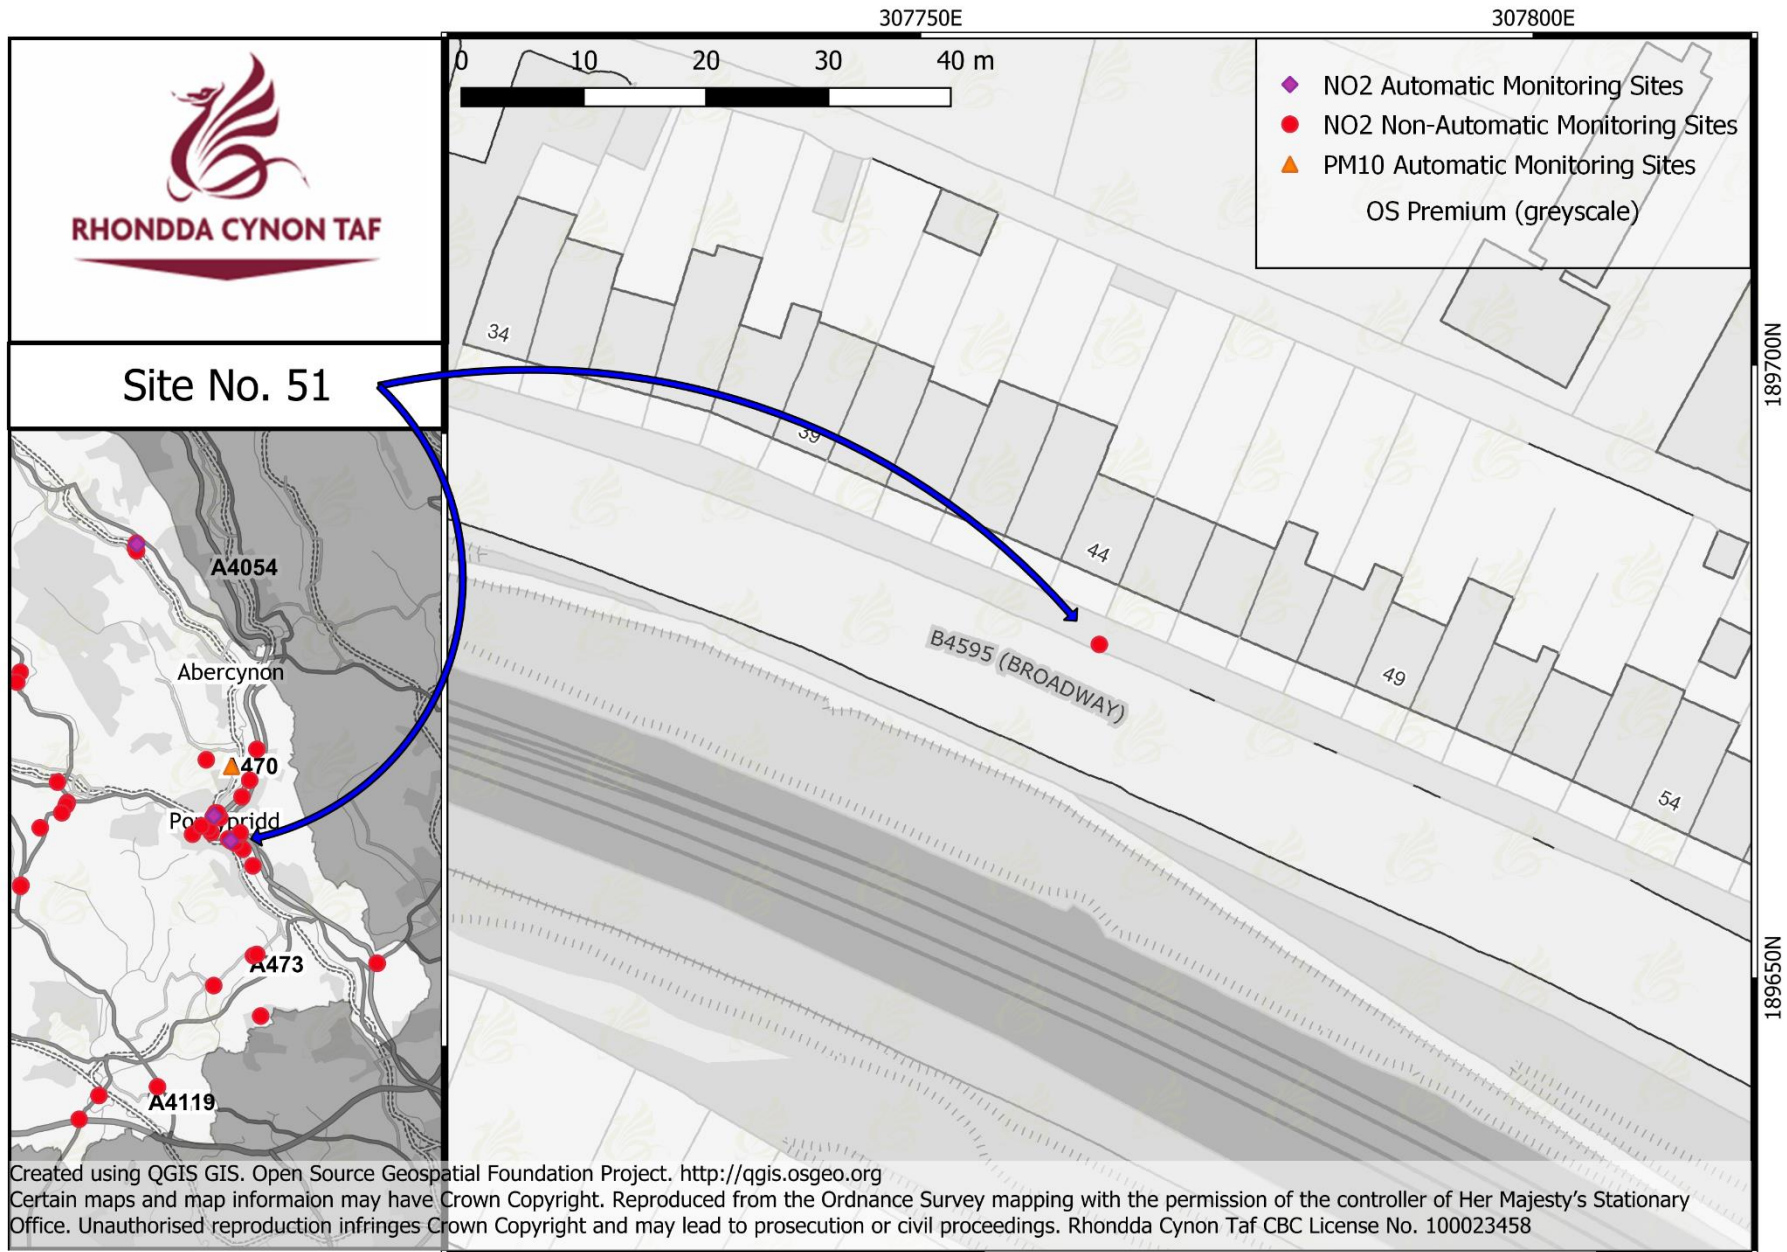 307750E
307800E
0 10 20 30 40 m
RHONDDA CYNON TAF
NO2 Automatic Monitoring Sites
NO2 Non-Automatic Monitoring Sites
PM10 Automatic Monitoring Sites
OS Premium (greyscale)
Site No. 51
34
39
44
49
54
B4595 (BROADWAY)
189700N
189650N
A4054
Abercynon
A470
Pontypridd
A473
A4119
Created using QGIS GIS. Open Source Geospatial Foundation Project. http://qgis.osgeo.org
Certain maps and map informaion may have Crown Copyright. Reproduced from the Ordnance Survey mapping with the permission of the controller of Her Majesty's Stationary
Office. Unauthorised reproduction infringes Crown Copyright and may lead to prosecution or civil proceedings. Rhondda Cynon Taf CBC License No. 100023458